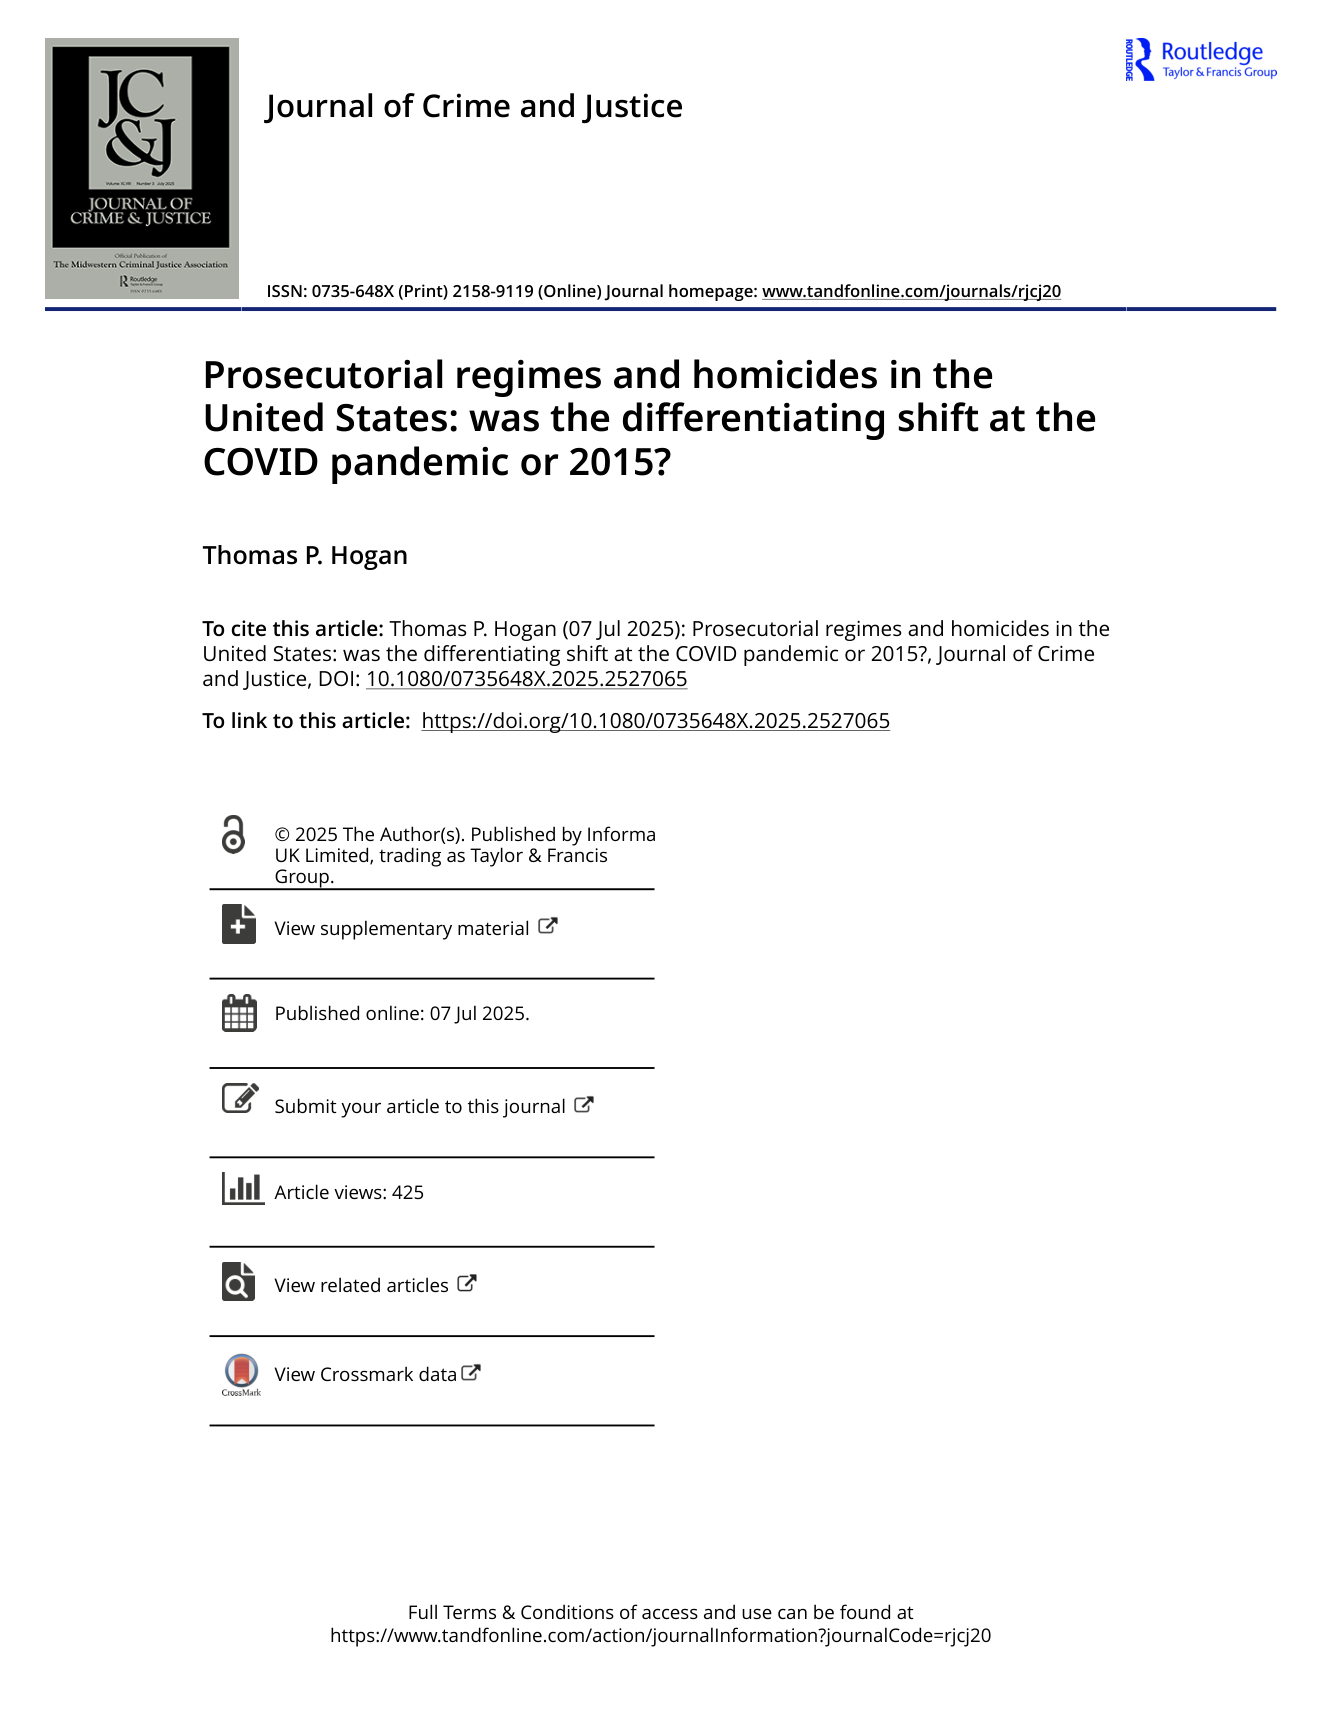 JC
&J
Volume XLVIII Number 3 July 2025
JOURNAL OF
CRIME & JUSTICE
Official Publication of
The Midwestern Criminal Justice Association
Routledge
Taylor & Francis Group
Journal of Crime and Justice
ROUTLEDGE
Routledge
Taylor & Francis Group
ISSN: 0735-648X (Print) 2158-9119 (Online) Journal homepage: www.tandfonline.com/journals/rjcj20
Prosecutorial regimes and homicides in the
United States: was the differentiating shift at the
COVID pandemic or 2015?
Thomas P. Hogan
To cite this article: Thomas P. Hogan (07 Jul 2025): Prosecutorial regimes and homicides in the
United States: was the differentiating shift at the COVID pandemic or 2015?, Journal of Crime
and Justice, DOI: 10.1080/0735648X.2025.2527065
To link to this article: https://doi.org/10.1080/0735648X.2025.2527065
© 2025 The Author(s). Published by Informa
UK Limited, trading as Taylor & Francis
Group.
View supplementary material
Published online: 07 Jul 2025.
Submit your article to this journal
Article views: 425
View related articles
View Crossmark data
CrossMark
Full Terms & Conditions of access and use can be found at
https://www.tandfonline.com/action/journalInformation?journalCode=rjcj20